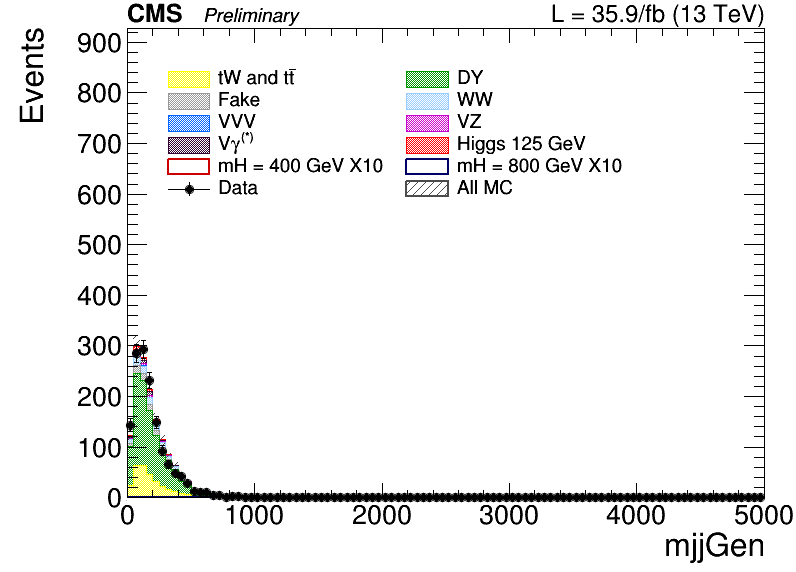 CMS Preliminary L = 35.9/fb (13 TeV)
Events
900
800
700
600
500
400
300
200
100
0
tW and tt̄ DY
Fake WW
VVV VZ
Vγ(*) Higgs 125 GeV
mH = 400 GeV X10 mH = 800 GeV X10
Data All MC
0 1000 2000 3000 4000 5000
mjjGen